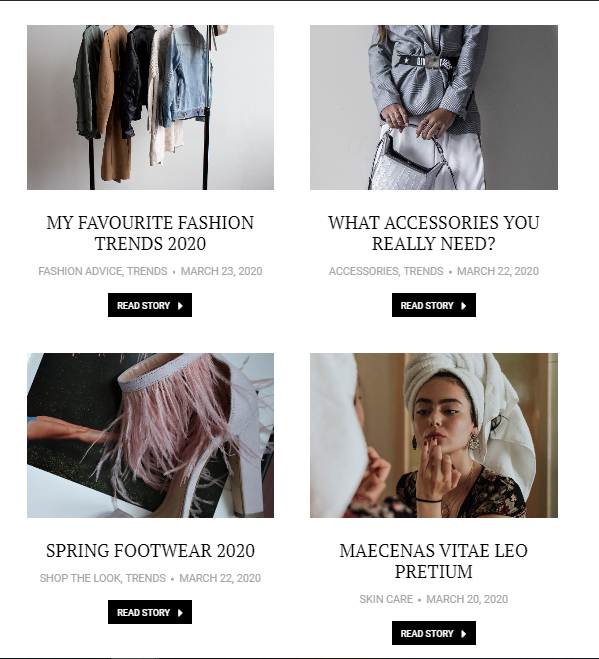 MY FAVOURITE FASHION
TRENDS 2020
FASHION ADVICE, TRENDS • MARCH 23, 2020
READ STORY
WHAT ACCESSORIES YOU
REALLY NEED?
ACCESSORIES, TRENDS • MARCH 22, 2020
READ STORY
SPRING FOOTWEAR 2020
SHOP THE LOOK, TRENDS • MARCH 22, 2020
READ STORY
MAECENAS VITAE LEO
PRETIUM
SKIN CARE • MARCH 20, 2020
READ STORY